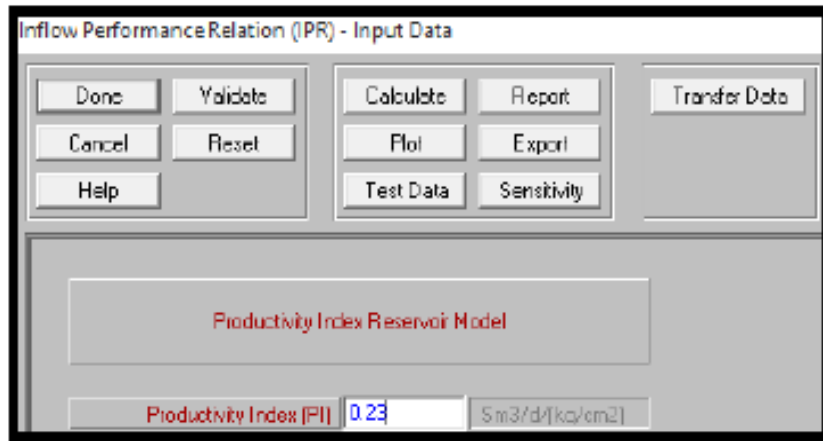 Inflow Performance Relation (IPR) - Input Data
Done Validate Calculate Report Transfer Data
Cancel Reset Plot Export
Help Test Data Sensitivity
Productivity Index Reservoir Model
Productivity Index (PI) 0.23 Sm3/d/(kg/cm2)